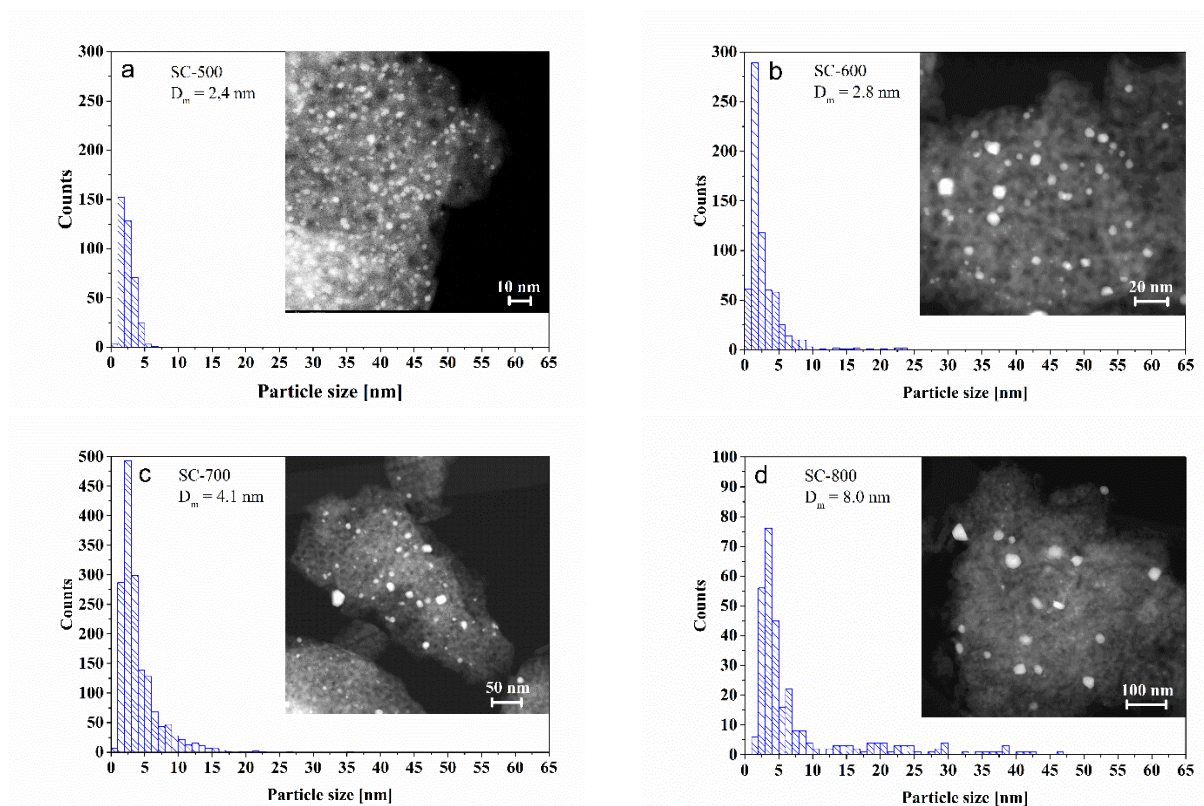 a
SC-500
Dm = 2,4 nm
10 nm
Counts
300
250
200
150
100
50
0
0 5 10 15 20 25 30 35 40 45 50 55 60 65
Particle size [nm]
b
SC-600
Dm = 2.8 nm
20 nm
Counts
300
250
200
150
100
50
0
0 5 10 15 20 25 30 35 40 45 50 55 60 65
Particle size [nm]
c
SC-700
Dm = 4.1 nm
50 nm
Counts
500
450
400
350
300
250
200
150
100
50
0
0 5 10 15 20 25 30 35 40 45 50 55 60 65
Particle size [nm]
d
SC-800
Dm = 8.0 nm
100 nm
Counts
100
90
80
70
60
50
40
30
20
10
0
0 5 10 15 20 25 30 35 40 45 50 55 60 65
Particle size [nm]